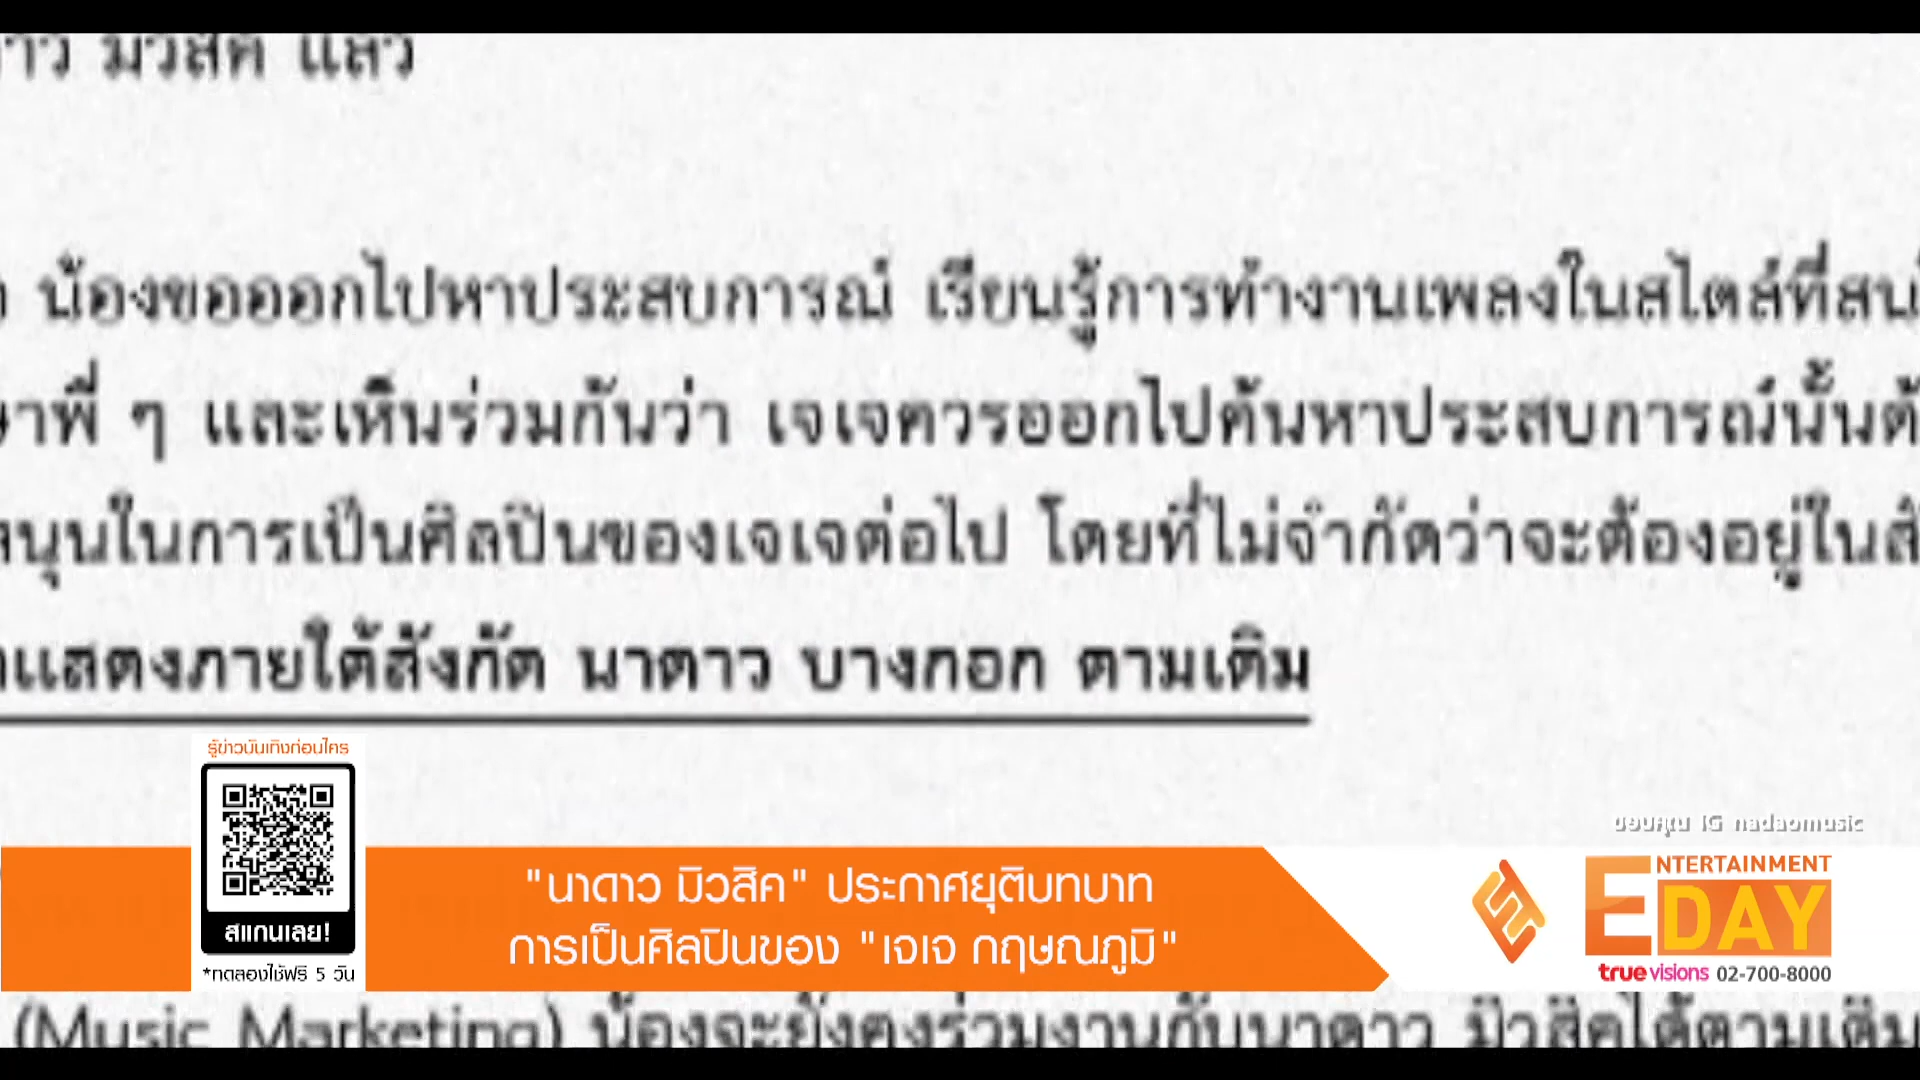 มิวสิค แล้ว
น้องขอออกไปหาประสบการณ์ เรียนรู้การทำงานเพลงในสไตล์ที่
พี่ ๆ และเห็นร่วมกันว่า เจเจควรออกไปค้นหาประสบการณ์นั้น
ในการเป็นศิลปินของเจเจต่อไป โดยที่ไม่จำกัดว่าจะต้องอยู่ใน
แสดงภายใต้สังกัด นาดาว บางกอก ตามเดิม
รู้ข่าวบันเทิงก่อนใคร
สแกนเลย!
*ทดลองใช้ฟรี 5 วัน
"นาดาว มิวสิค" ประกาศยุติบทบาท
การเป็นศิลปินของ "เจเจ กฤษณภูมิ"
ขอบคุณ IG nadaomusic
ENTERTAINMENT
DAY
truevisions 02-700-8000
(Music Marketing) น้องจะยังคงร่วมงานกับนาดาว มิวสิคได้ตามเดิม